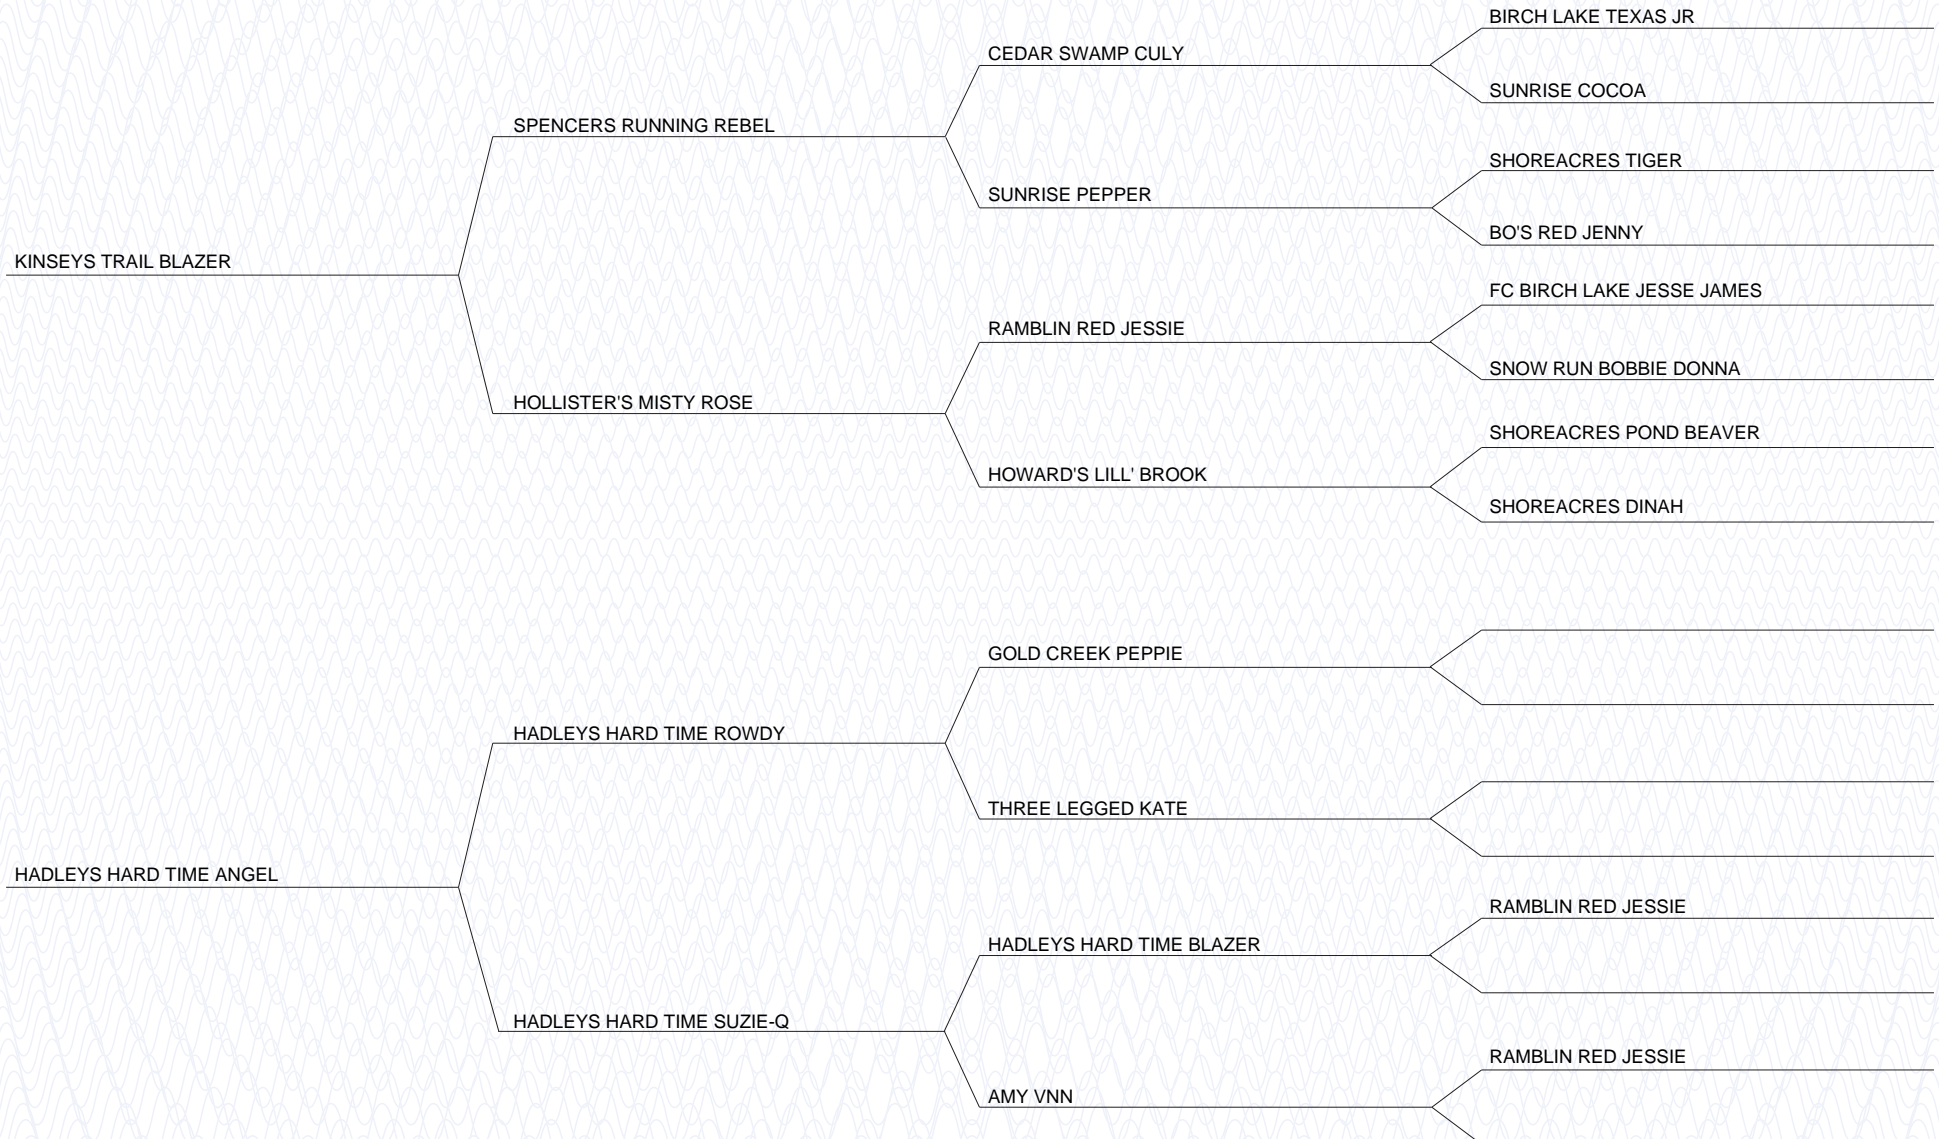 BIRCH LAKE TEXAS JR
CEDAR SWAMP CULY
SUNRISE COCOA
SPENCERS RUNNING REBEL
SHOREACRES TIGER
SUNRISE PEPPER
BO'S RED JENNY
KINSEYS TRAIL BLAZER
FC BIRCH LAKE JESSE JAMES
RAMBLIN RED JESSIE
SNOW RUN BOBBIE DONNA
HOLLISTER'S MISTY ROSE
SHOREACRES POND BEAVER
HOWARD'S LILL' BROOK
SHOREACRES DINAH
GOLD CREEK PEPPIE
HADLEYS HARD TIME ROWDY
THREE LEGGED KATE
HADLEYS HARD TIME ANGEL
RAMBLIN RED JESSIE
HADLEYS HARD TIME BLAZER
HADLEYS HARD TIME SUZIE-Q
RAMBLIN RED JESSIE
AMY VNN